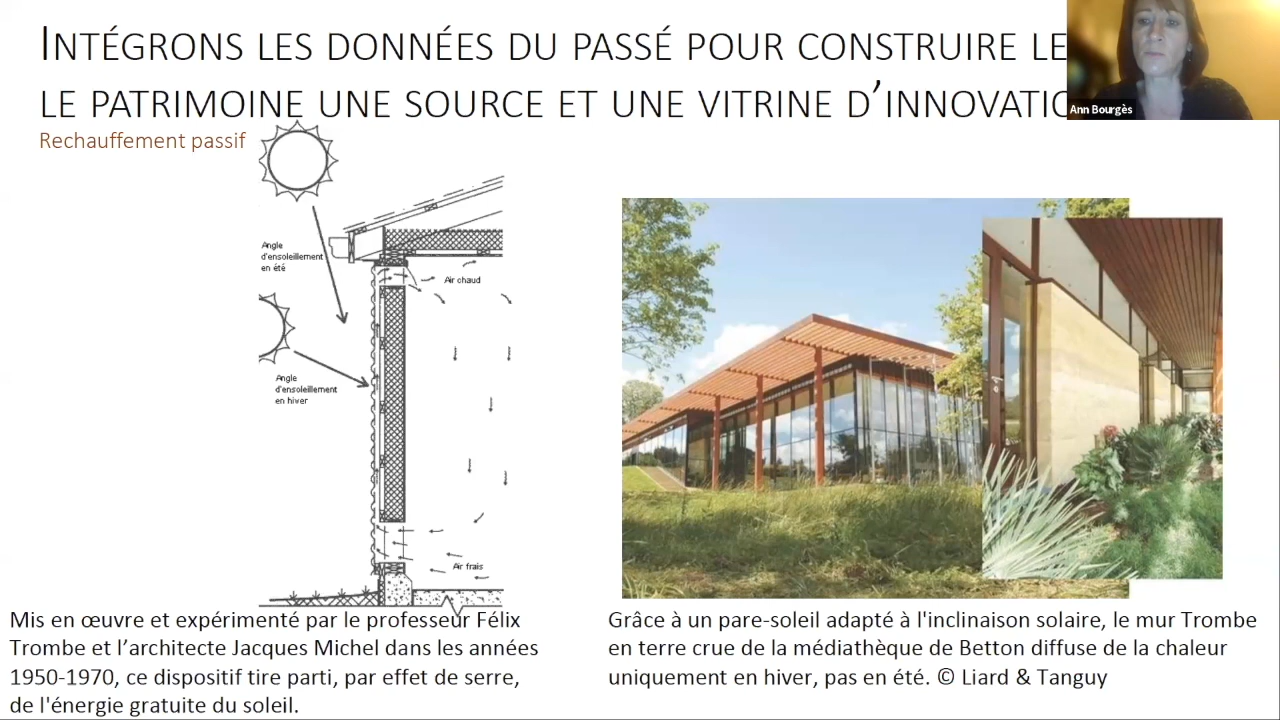 INTÉGRONS LES DONNÉES DU PASSÉ POUR CONSTRUIRE LE
LE PATRIMOINE UNE SOURCE ET UNE VITRINE D’INNOVATIO
Ann Bourgès
Rechauffement passif
Angle
d'ensoleillement
en été
Air chaud
Angle
d'ensoleillement
en hiver
Air frais
Mis en œuvre et expérimenté par le professeur Félix
Trombe et l’architecte Jacques Michel dans les années
1950-1970, ce dispositif tire parti, par effet de serre,
de l'énergie gratuite du soleil.
Grâce à un pare-soleil adapté à l'inclinaison solaire, le mur Trombe
en terre crue de la médiathèque de Betton diffuse de la chaleur
uniquement en hiver, pas en été. © Liard & Tanguy